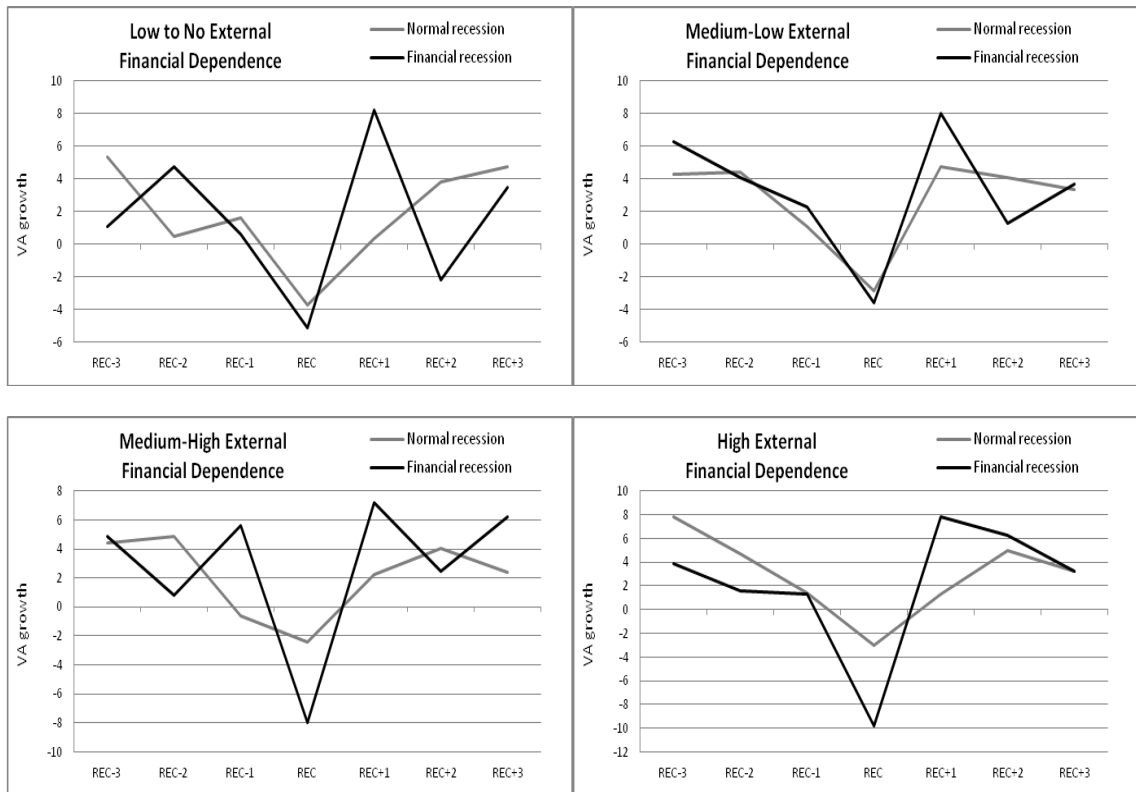 Low to No External
Financial Dependence
Normal recession
Financial recession
VA growth
10
8
6
4
2
0
-2
-4
-6
REC-3 REC-2 REC-1 REC REC+1 REC+2 REC+3
Medium-Low External
Financial Dependence
Normal recession
Financial recession
VA growth
10
8
6
4
2
0
-2
-4
-6
REC-3 REC-2 REC-1 REC REC+1 REC+2 REC+3
Medium-High External
Financial Dependence
Normal recession
Financial recession
VA growth
8
6
4
2
0
-2
-4
-6
-8
-10
REC-3 REC-2 REC-1 REC REC+1 REC+2 REC+3
High External
Financial Dependence
Normal recession
Financial recession
VA growth
10
8
6
4
2
0
-2
-4
-6
-8
-10
-12
REC-3 REC-2 REC-1 REC REC+1 REC+2 REC+3